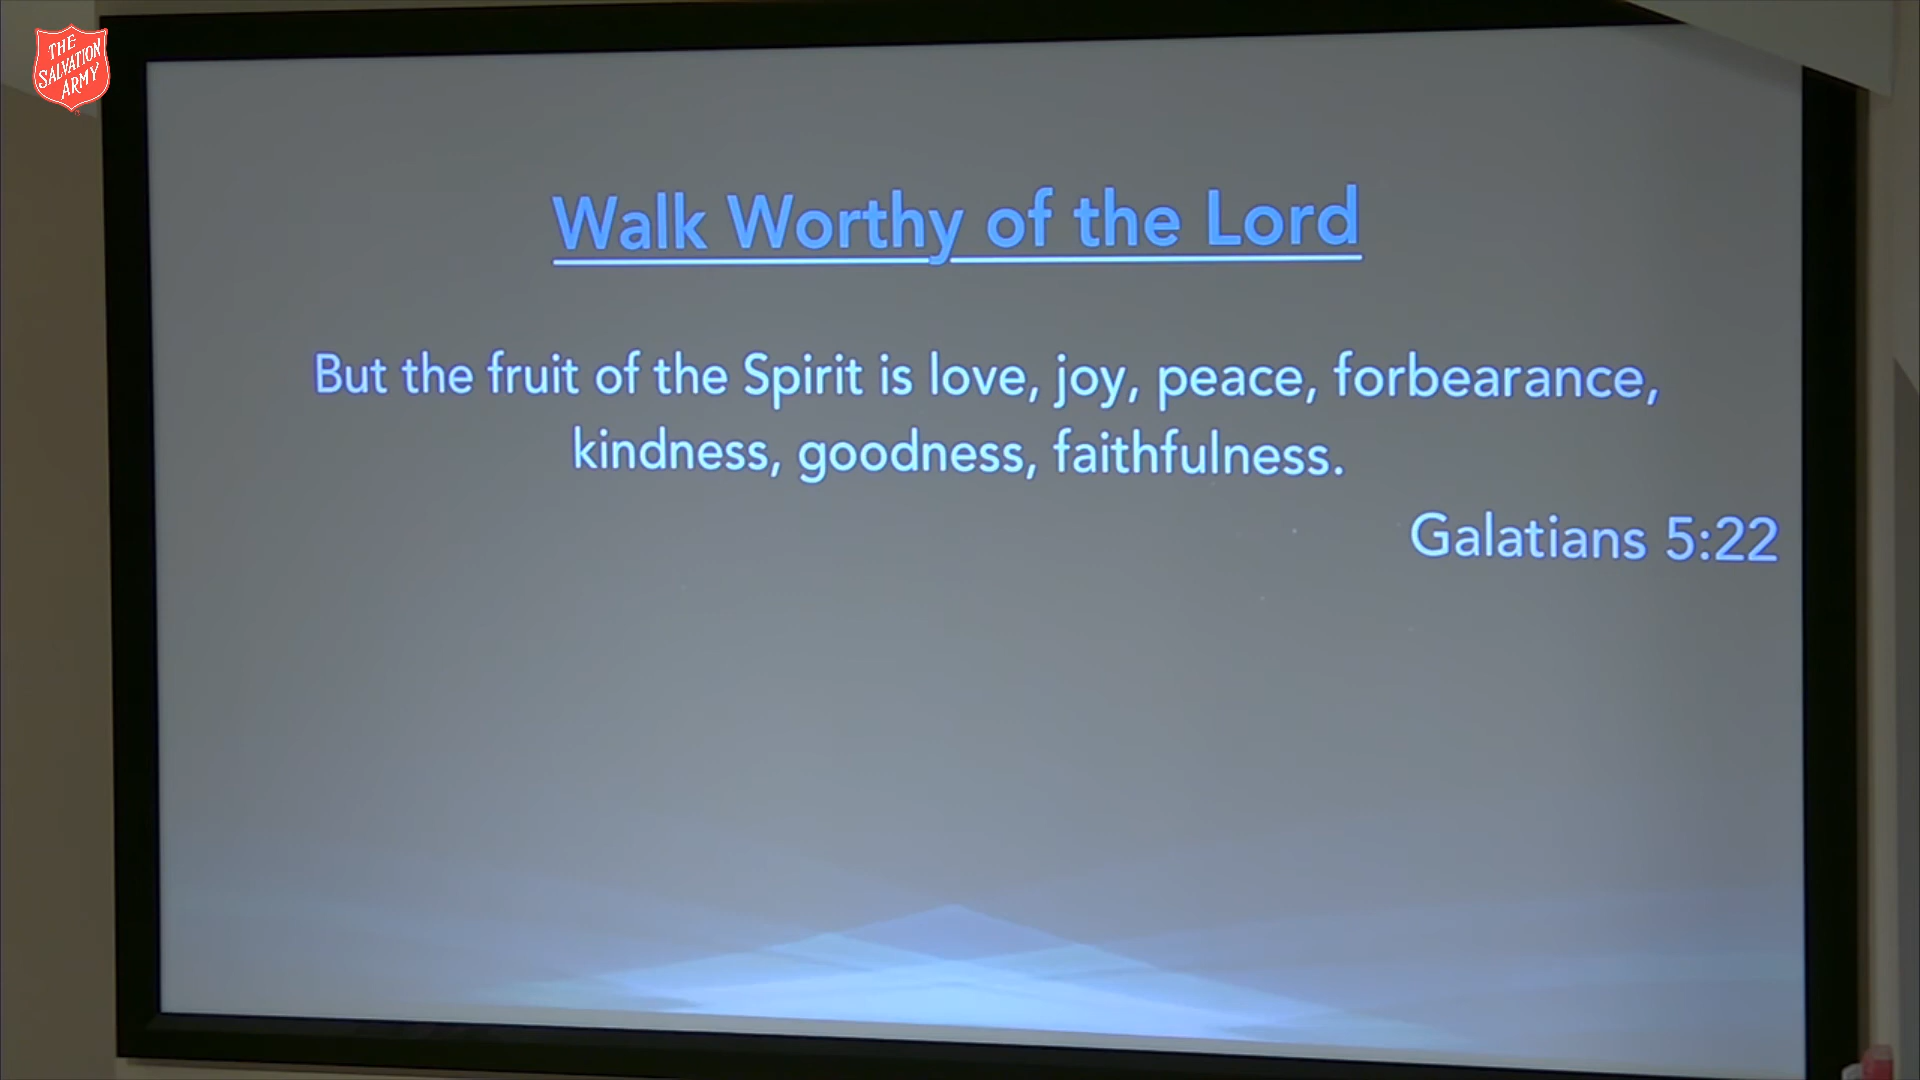 THE
SALVATION
ARMY
Walk Worthy of the Lord
But the fruit of the Spirit is love, joy, peace, forbearance,
kindness, goodness, faithfulness.
Galatians 5:22